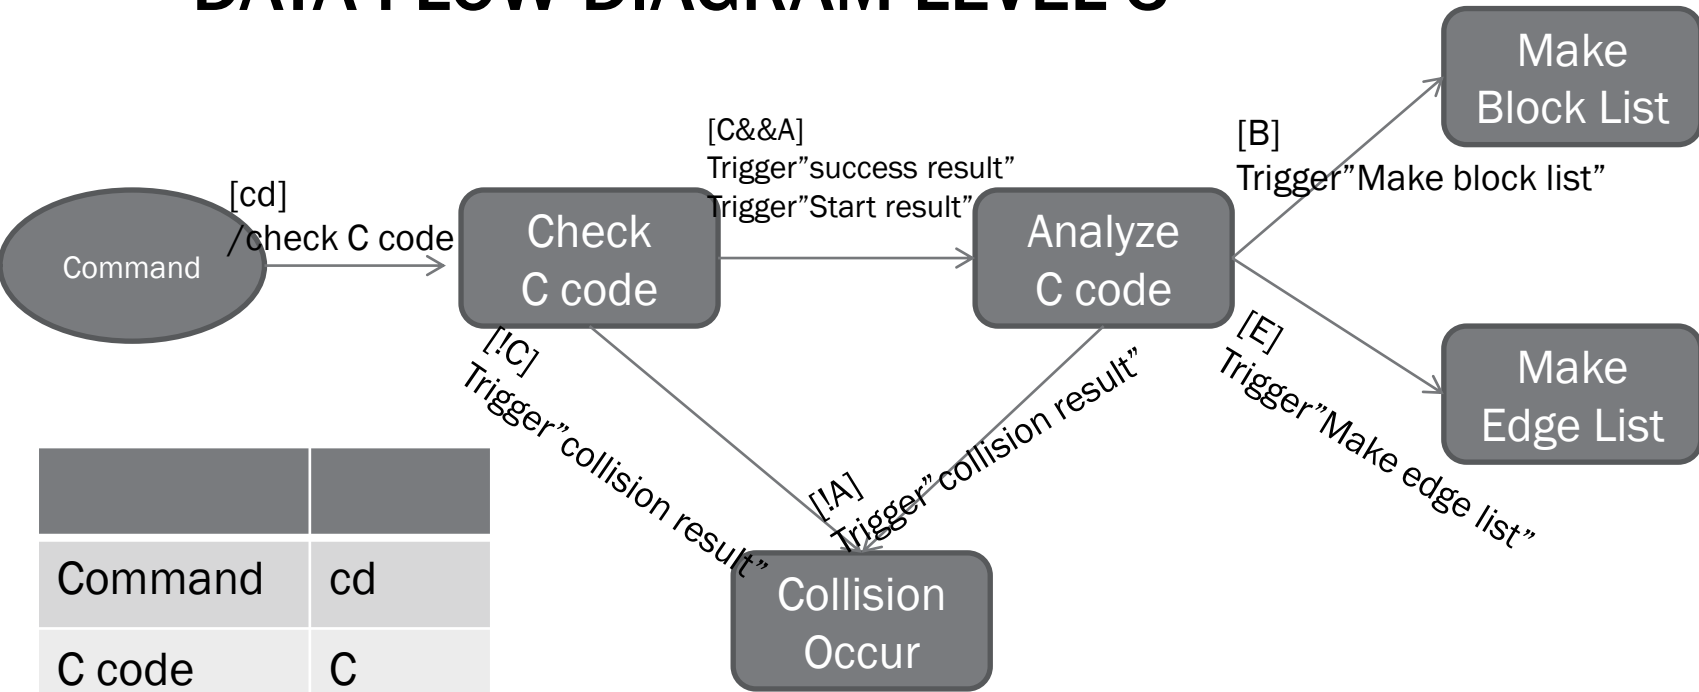 DATA FLOW DIAGRAM LEVEL 3
Make
Block List
[C&&A]
Trigger”success result”
Trigger”Start result”
[B]
Trigger”Make block list”
[cd]
/check C code
Command
Check
C code
Analyze
C code
[!C]
Trigger”collision result”
[!A]
Trigger”collision result”
[E]
Trigger”Make edge list”
Make
Edge List
Collision
Occur
Command cd
C code C